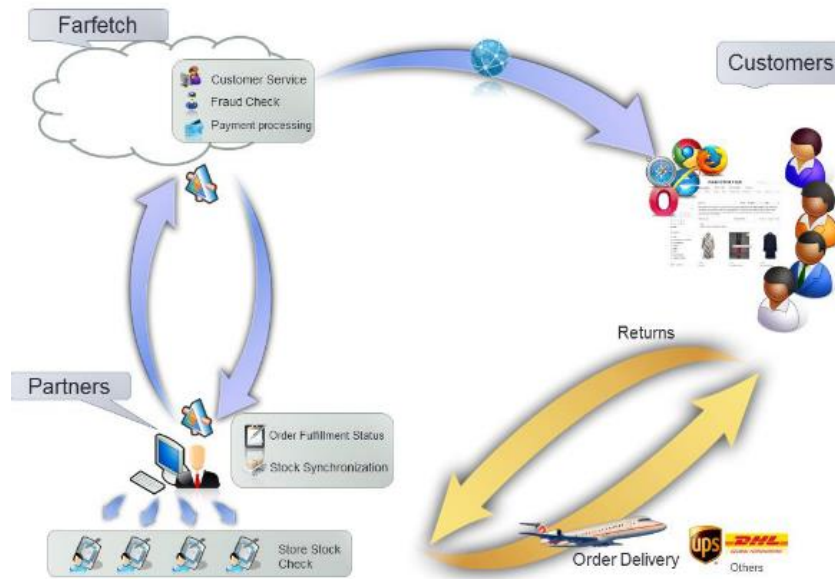 Farfetch
Customer Service
Fraud Check
Payment processing
Customers
Returns
Partners
Order Fulfillment Status
Stock Synchronization
Store Stock
Check
Order Delivery
ups
DHL
Others